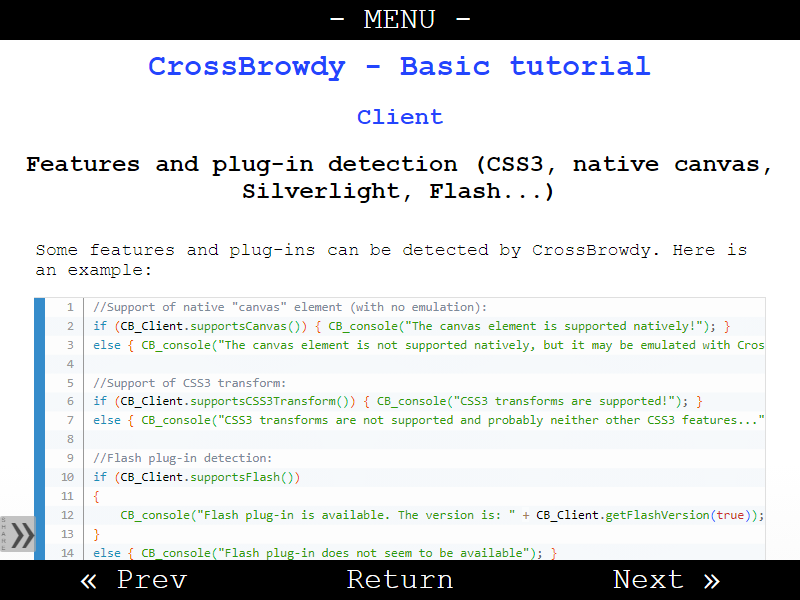 - MENU -
CrossBrowdy - Basic tutorial
Client
Features and plug-in detection (CSS3, native canvas,
Silverlight, Flash...)
Some features and plug-ins can be detected by CrossBrowdy. Here is
an example:
1 //Support of native "canvas" element (with no emulation):
2 if (CB_Client.supportsCanvas()) { CB_console("The canvas element is supported natively!"); }
3 else { CB_console("The canvas element is not supported natively, but it may be emulated with Cros
4
5 //Support of CSS3 transform:
6 if (CB_Client.supportsCSS3Transform()) { CB_console("CSS3 transforms are supported!"); }
7 else { CB_console("CSS3 transforms are not supported and probably neither other CSS3 features..."
8
9 //Flash plug-in detection:
10 if (CB_Client.supportsFlash())
11 {
12 CB_console("Flash plug-in is available. The version is: " + CB_Client.getFlashVersion(true));
13 }
14 else { CB_console("Flash plug-in does not seem to be available"); }
SHARE »
« Prev Return Next »